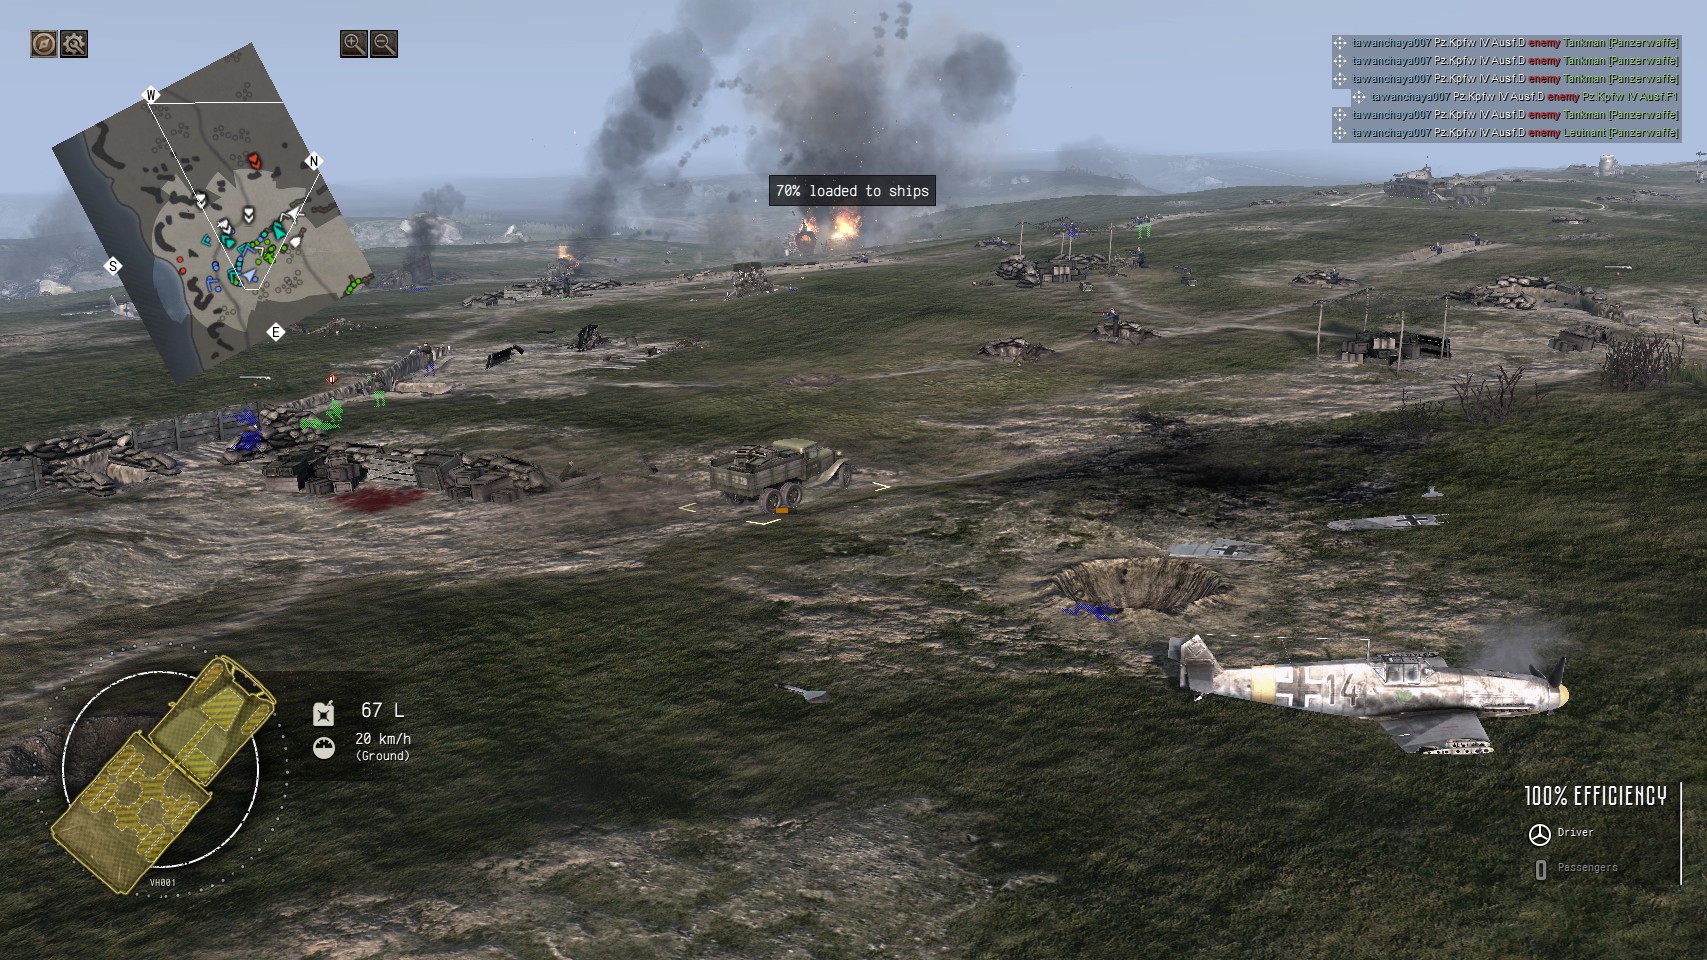 W
N
S
E
70% loaded to ships
tawanchaya007 Pz.Kpfw IV Ausf.D enemy Tankman [Panzerwaffe]
tawanchaya007 Pz.Kpfw IV Ausf.D enemy Tankman [Panzerwaffe]
tawanchaya007 Pz.Kpfw IV Ausf.D enemy Tankman [Panzerwaffe]
tawanchaya007 Pz.Kpfw IV Ausf.D enemy Pz.Kpfw IV Ausf.F1
tawanchaya007 Pz.Kpfw IV Ausf.D enemy Tankman [Panzerwaffe]
tawanchaya007 Pz.Kpfw IV Ausf.D enemy Leutnant [Panzerwaffe]
14
67 L
20 km/h
(Ground)
VH001
100% EFFICIENCY
Driver
0 Passengers